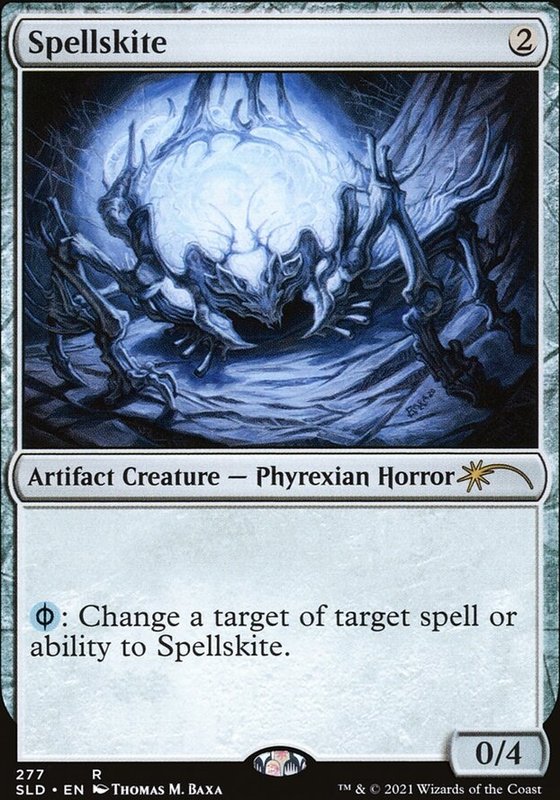 Spellskite 2
Artifact Creature — Phyrexian Horror
Φ: Change a target of target spell or
ability to Spellskite.
0/4
277 R
SLD • EN Thomas M. Baxa
™ & © 2021 Wizards of the Coast